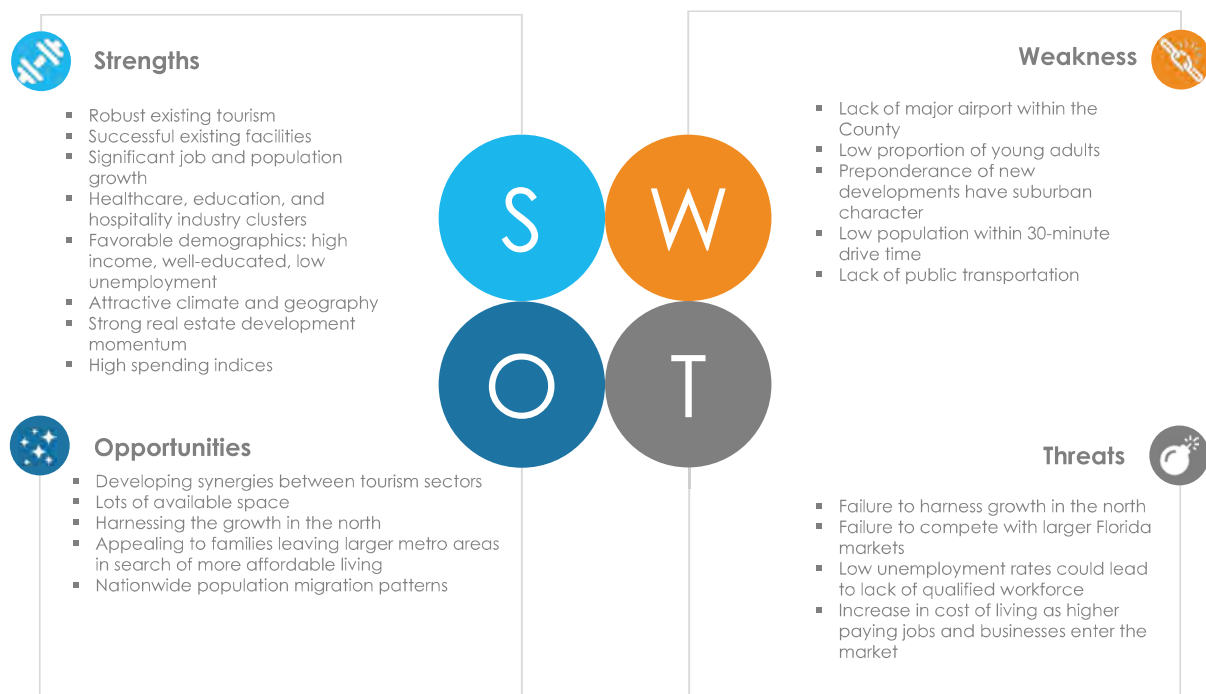 Strengths
▪ Robust existing tourism
▪ Successful existing facilities
▪ Significant job and population
growth
▪ Healthcare, education, and
hospitality industry clusters
▪ Favorable demographics: high
income, well-educated, low
unemployment
▪ Attractive climate and geography
▪ Strong real estate development
momentum
▪ High spending indices
Weakness
▪ Lack of major airport within the
County
▪ Low proportion of young adults
▪ Preponderance of new
developments have suburban
character
▪ Low population within 30-minute
drive time
▪ Lack of public transportation
S
W
O
T
Opportunities
▪ Developing synergies between tourism sectors
▪ Lots of available space
▪ Harnessing the growth in the north
▪ Appealing to families leaving larger metro areas
in search of more affordable living
▪ Nationwide population migration patterns
Threats
▪ Failure to harness growth in the north
▪ Failure to compete with larger Florida
markets
▪ Low unemployment rates could lead
to lack of qualified workforce
▪ Increase in cost of living as higher
paying jobs and businesses enter the
market